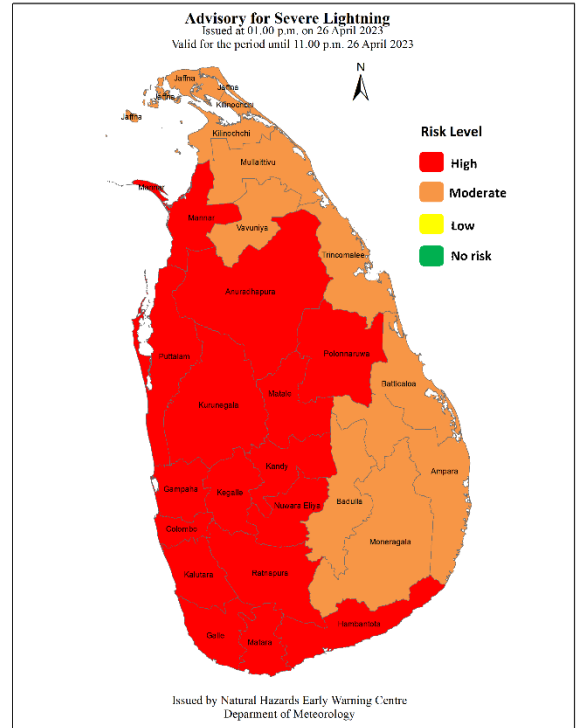 Advisory for Severe Lightning
Issued at 01.00 p.m. on 26 April 2023
Valid for the period until 11.00 p.m. 26 April 2023
N
Jaffna
Jaffna
Jaffna
Kilinochchi
Jaffna
Kilinochchi
Mullaittivu
Risk Level
High
Moderate
Low
No risk
Mannar
Mannar
Vavuniya
Trincomalee
Anuradhapura
Puttalam
Polonnaruwa
Batticaloa
Matale
Kurunegala
Kandy
Ampara
Gampaha
Kegalle
Nuwara Eliya
Badulla
Colombo
Moneragala
Kalutara
Ratnapura
Hambantota
Galle
Matara
Issued by Natural Hazards Early Warning Centre
Deparment of Meteorology